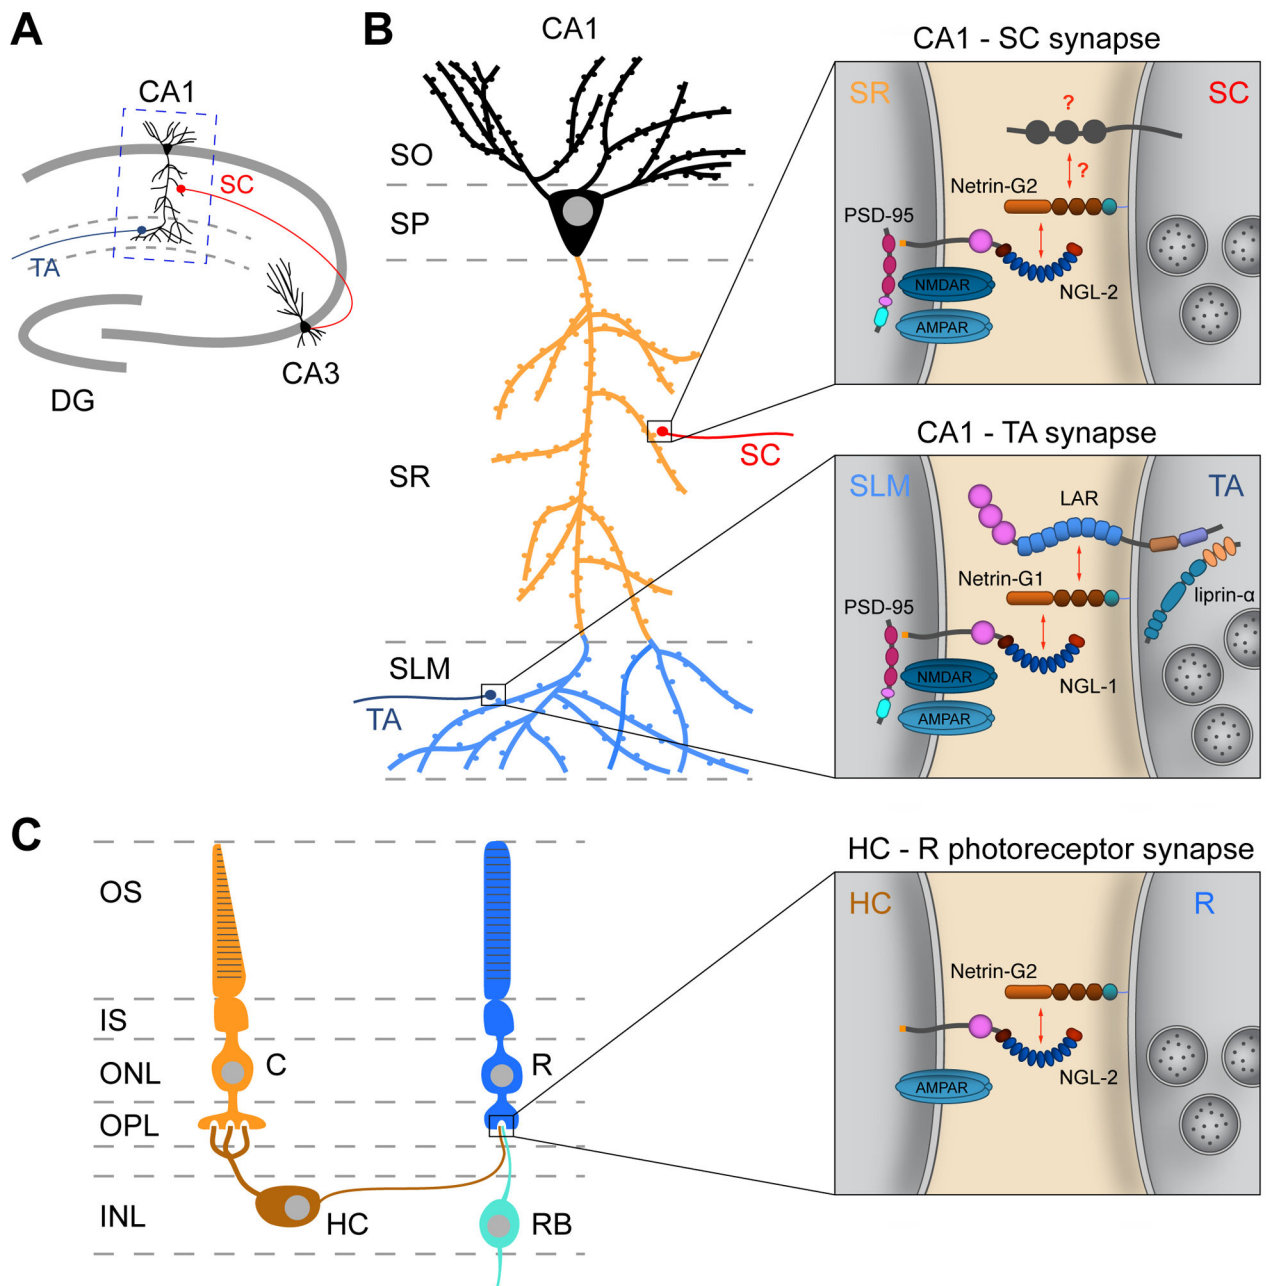 A
CA1
SC
TA
CA3
DG
B
CA1
SO
SP
SR
SC
SLM
TA
CA1 - SC synapse
SR
SC
?
?
Netrin-G2
PSD-95
NMDAR
NGL-2
AMPAR
CA1 - TA synapse
SLM
TA
LAR
Netrin-G1
liprin-α
PSD-95
NMDAR
NGL-1
AMPAR
C
OS
IS
ONL
C
R
OPL
INL
HC
RB
HC - R photoreceptor synapse
HC
R
Netrin-G2
NGL-2
AMPAR